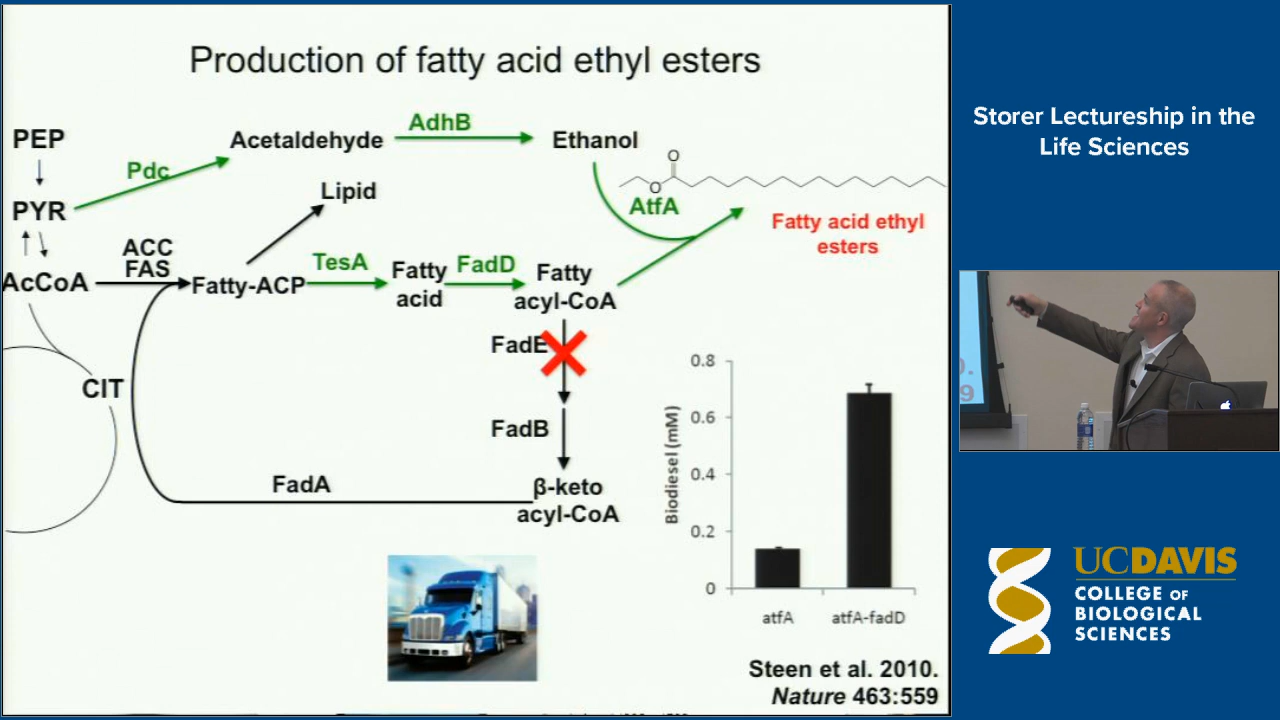 Production of fatty acid ethyl esters
PEP
Pdc
PYR
Acetaldehyde
AdhB
Ethanol
O
O
AtfA
Fatty acid ethyl
esters
Lipid
ACC
FAS
AcCoA
Fatty-ACP
TesA
Fatty
acid
FadD
Fatty
acyl-CoA
FadE
FadB
CIT
FadA
β-keto
acyl-CoA
Biodiesel (mM)
0.8
0.6
0.4
0.2
0
atfA
atfA-fadD
Steen et al. 2010.
Nature 463:559
Storer Lectureship in the
Life Sciences
9
UCDAVIS
COLLEGE OF
BIOLOGICAL
SCIENCES